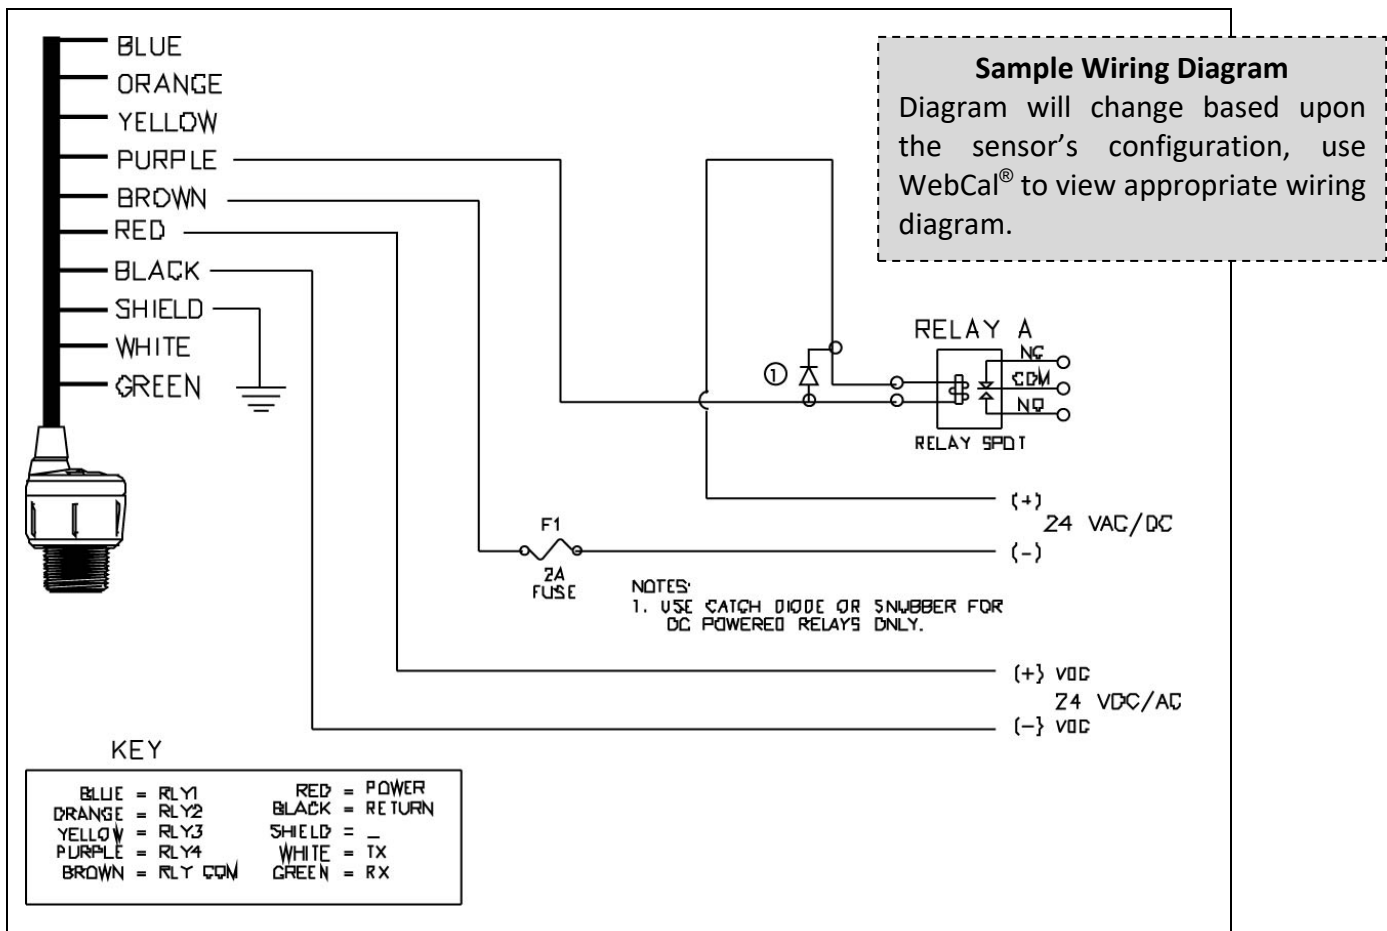 BLUE
ORANGE
YELLOW
PURPLE
BROWN
RED
BLACK
SHIELD
WHITE
GREEN
Sample Wiring Diagram
Diagram will change based upon
the sensor's configuration, use
WebCal® to view appropriate wiring
diagram.
RELAY A
NC
COM
NO
RELAY SPDT
1
(+)
24 VAC/DC
(-)
F1
2A
FUSE
NOTES:
1. USE CATCH DIODE OR SNUBBER FOR
DC POWERED RELAYS ONLY.
(+) VDC
24 VDC/AC
(-) VDC
KEY
BLUE = RLY1
ORANGE = RLY2
YELLOW = RLY3
PURPLE = RLY4
BROWN = RLY COM
RED = POWER
BLACK = RETURN
SHIELD = _
WHITE = TX
GREEN = RX